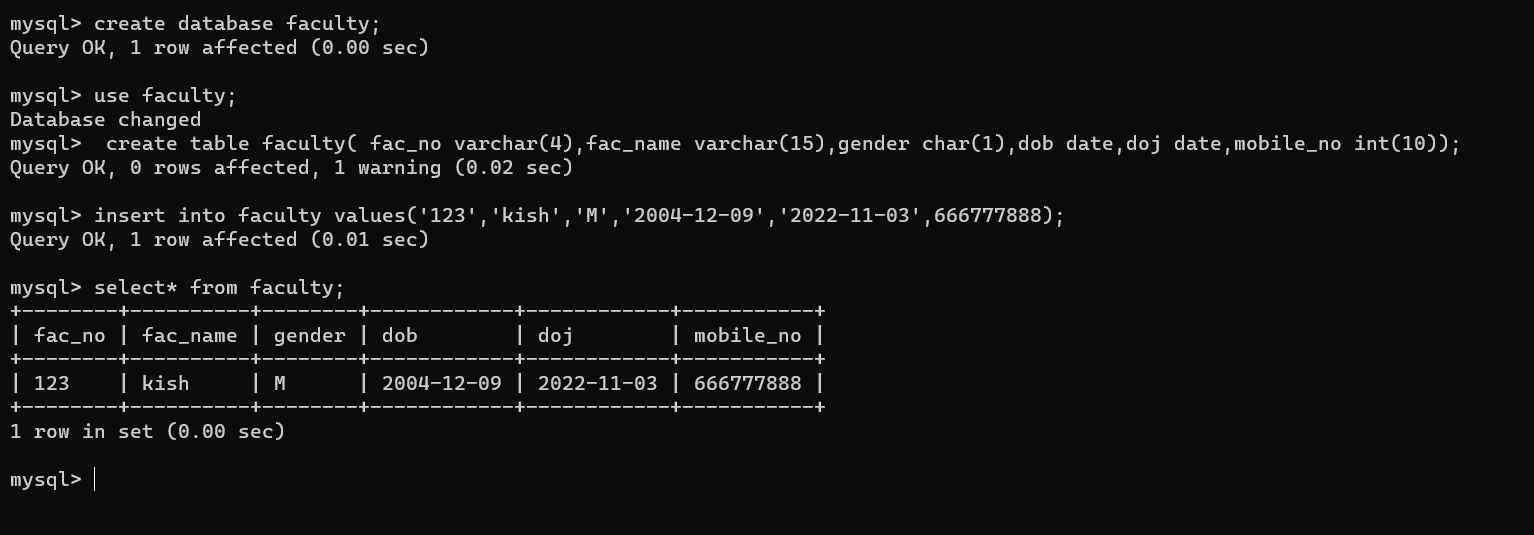 mysql> create database faculty;
Query OK, 1 row affected (0.00 sec)
mysql> use faculty;
Database changed
mysql>  create table faculty( fac_no varchar(4),fac_name varchar(15),gender char(1),dob date,doj date,mobile_no int(10));
Query OK, 0 rows affected, 1 warning (0.02 sec)
mysql> insert into faculty values('123','kish','M','2004-12-09','2022-11-03',666777888);
Query OK, 1 row affected (0.01 sec)
mysql> select* from faculty;
+--------+----------+--------+------------+------------+-----------+
| fac_no | fac_name | gender | dob        | doj        | mobile_no |
+--------+----------+--------+------------+------------+-----------+
| 123    | kish     | M      | 2004-12-09 | 2022-11-03 | 666777888 |
+--------+----------+--------+------------+------------+-----------+
1 row in set (0.00 sec)
mysql>